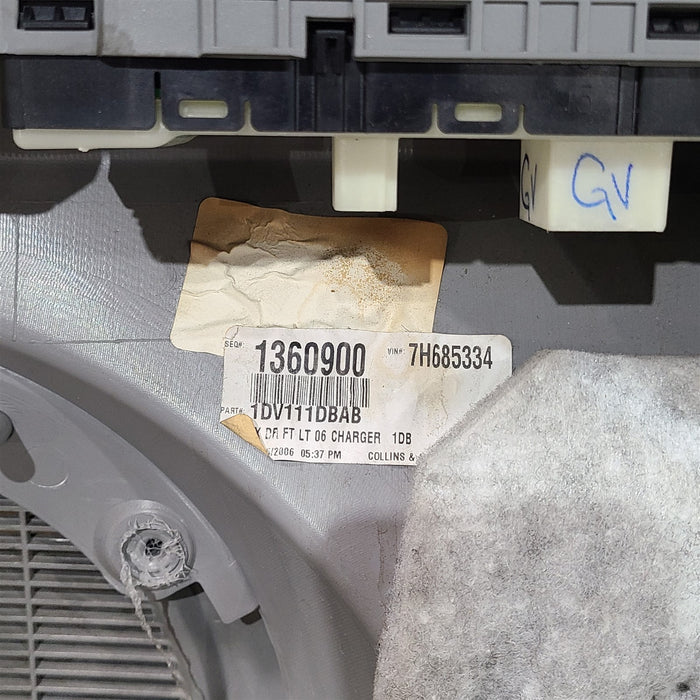 GV
GV
SEQ#: 1360900 VIN#: 7H685334
PART#: 1DV111DBAB
DR FT LT 06 CHARGER 1DB
/2006 05:37 PM COLLINS &